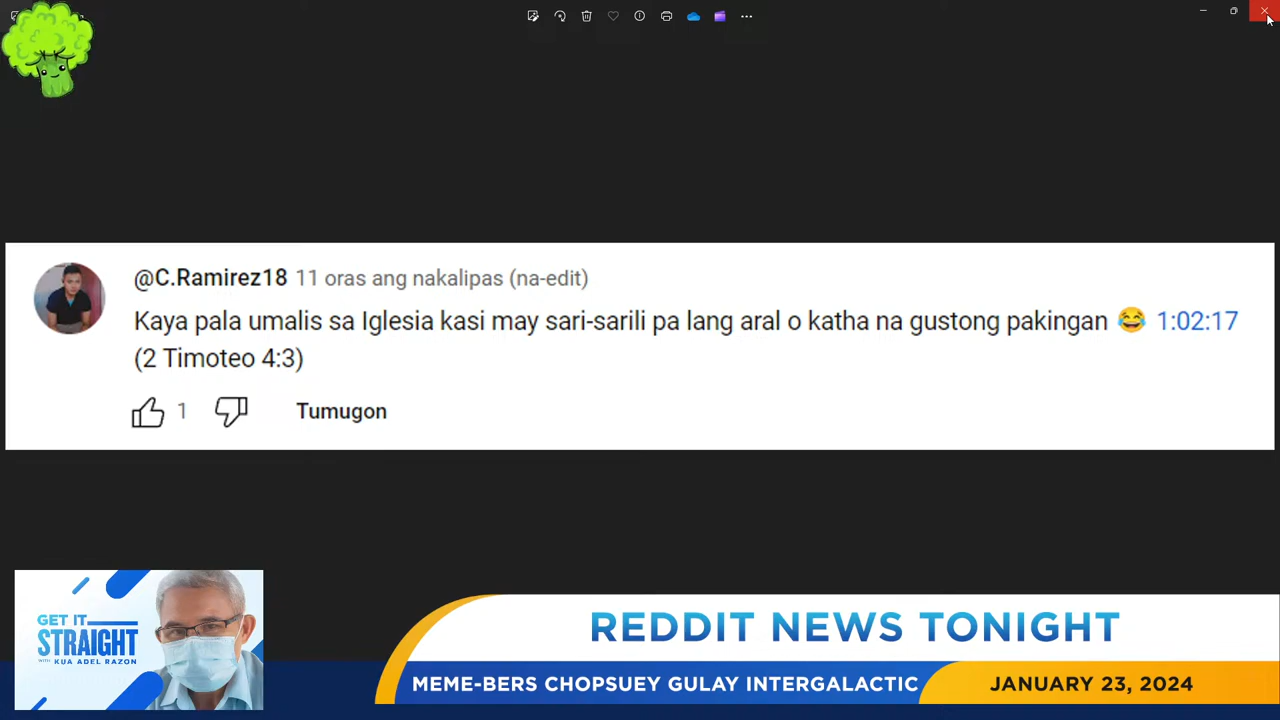 @C.Ramirez18 11 oras ang nakalipas (na-edit)
Kaya pala umalis sa Iglesia kasi may sari-sarili pa lang aral o katha na gustong pakingan 😂 1:02:17
(2 Timoteo 4:3)
1 Tumugon
GET IT
STRAIGHT
WITH KUA ADEL RAZON
REDDIT NEWS TONIGHT
MEME-BERS CHOPSUEY GULAY INTERGALACTIC
JANUARY 23, 2024